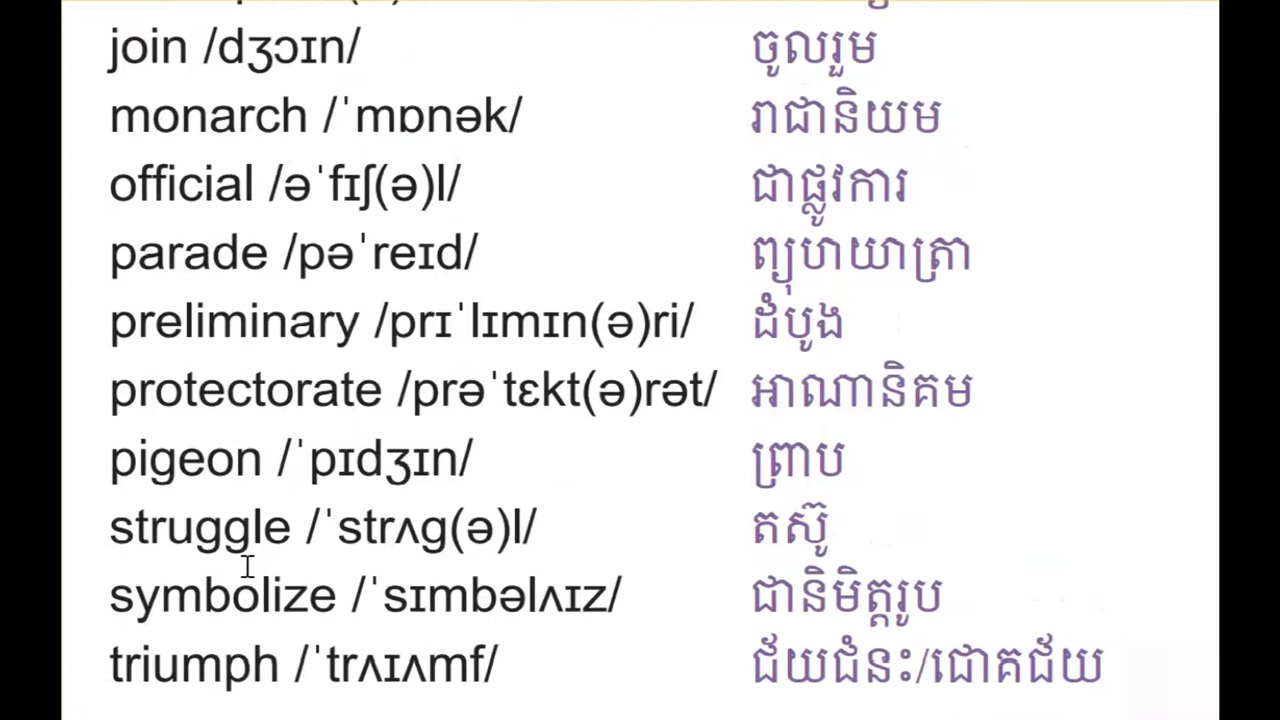 join /dʒɔɪn/ ចូលរួម
monarch /ˈmɒnək/ រាជានិយម
official /əˈfɪʃ(ə)l/ ជាផ្លូវការ
parade /pəˈreɪd/ ព្យុហយាត្រា
preliminary /prɪˈlɪmɪn(ə)ri/ ដំបូង
protectorate /prəˈtɛkt(ə)rət/ អាណានិគម
pigeon /ˈpɪdʒɪn/ ព្រាប
struggle /ˈstrʌg(ə)l/ តស៊ូ
symbolize /ˈsɪmbəlʌɪz/ ជានិមិត្តរូប
triumph /ˈtrʌɪʌmf/ ជ័យជំនះ/ជោគជ័យ